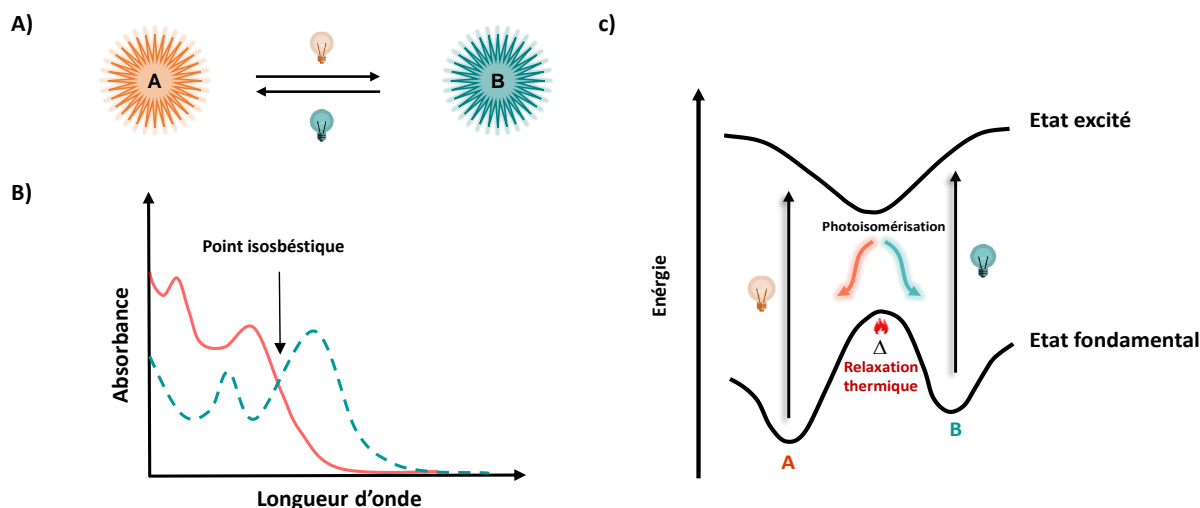 A)
A
B
B)
Point isosbéstique
Absorbance
Longueur d'onde
c)
Enérgie
Etat excité
Photoisomérisation
Etat fondamental
Δ
Relaxation
thermique
A
B